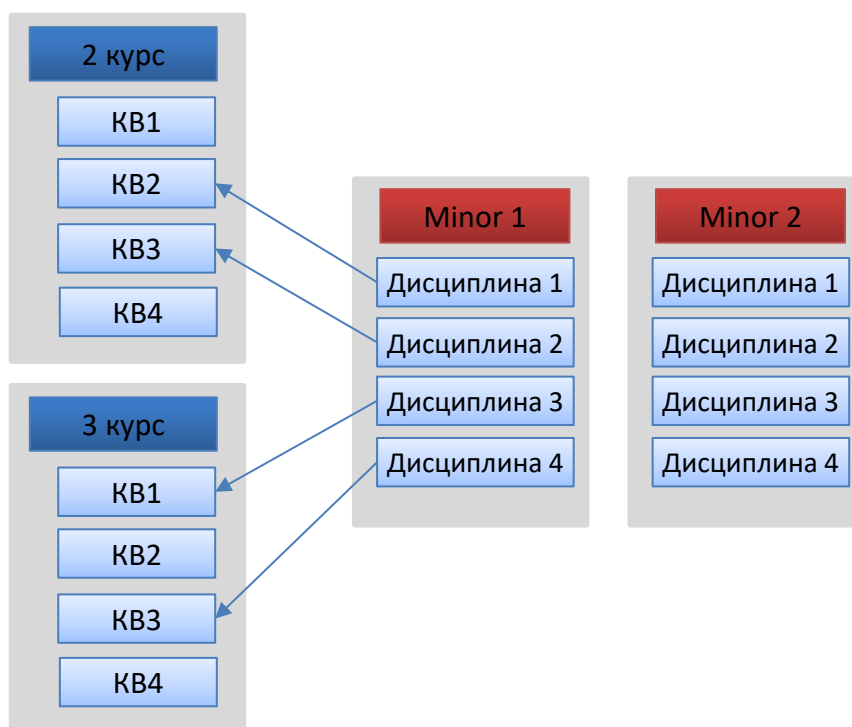 2 курс
КВ1
КВ2
КВ3
КВ4
3 курс
КВ1
КВ2
КВ3
КВ4
Minor 1
Дисциплина 1
Дисциплина 2
Дисциплина 3
Дисциплина 4
Minor 2
Дисциплина 1
Дисциплина 2
Дисциплина 3
Дисциплина 4